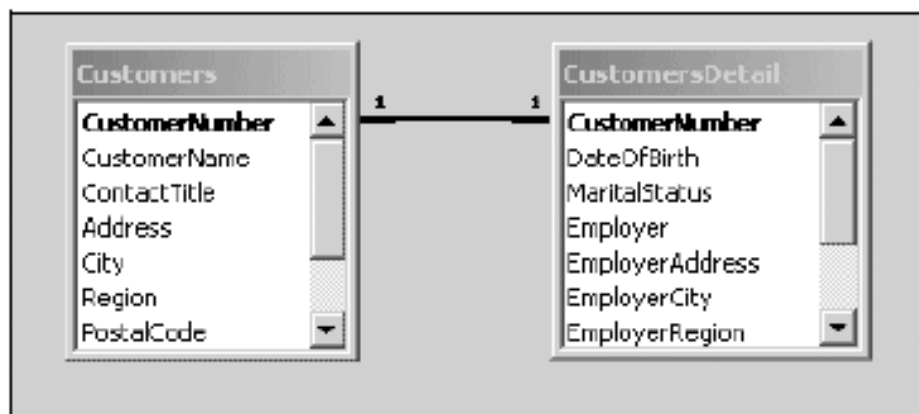 Customers
CustomerNumber
CustomerName
ContactTitle
Address
City
Region
PostalCode
1 1
CustomersDetail
CustomerNumber
DateOfBirth
MaritalStatus
Employer
EmployerAddress
EmployerCity
EmployerRegion